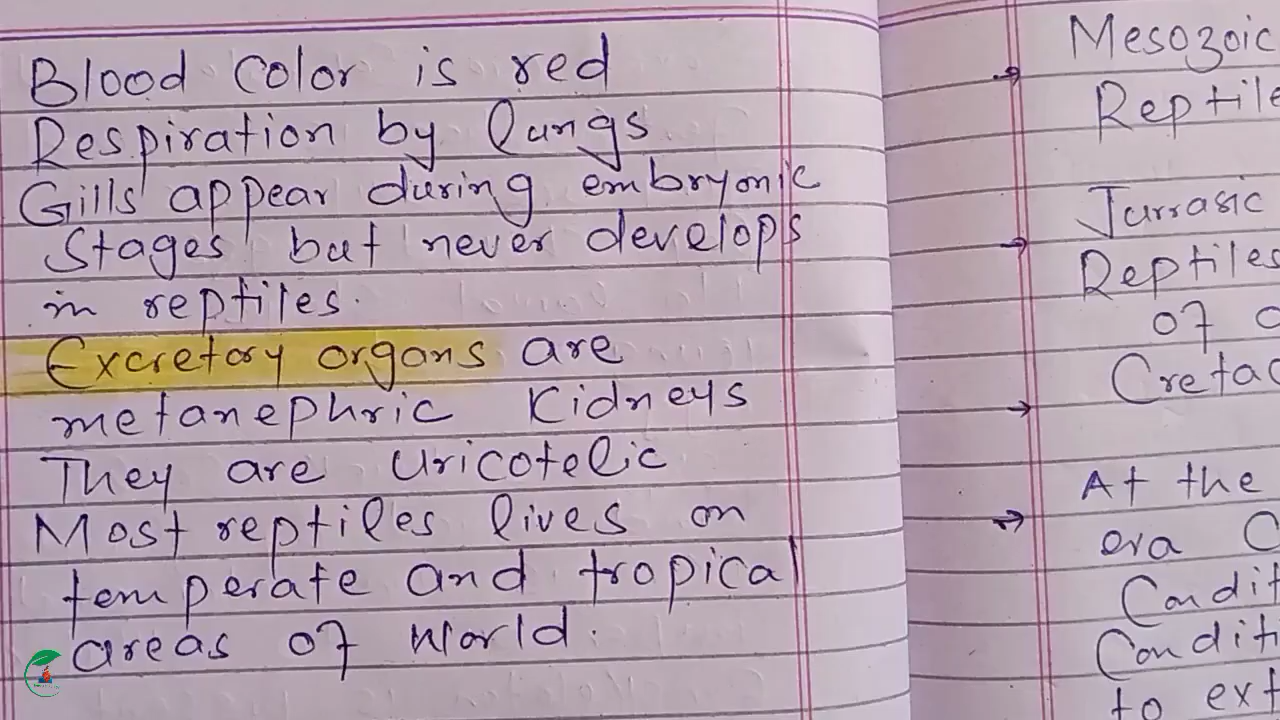 Blood color is red
Respiration by lungs
Gills appear during embryonic
Stages but never develops
in reptiles.
Excretory organs are
metanephric Kidneys
They are Uricotelic
Most reptiles lives on
temperate and tropical
areas of world.
Mesozoic
Reptile
Jurrasic
Reptiles
of
Cretac
At the
era C
Condit
Conditi
to ext